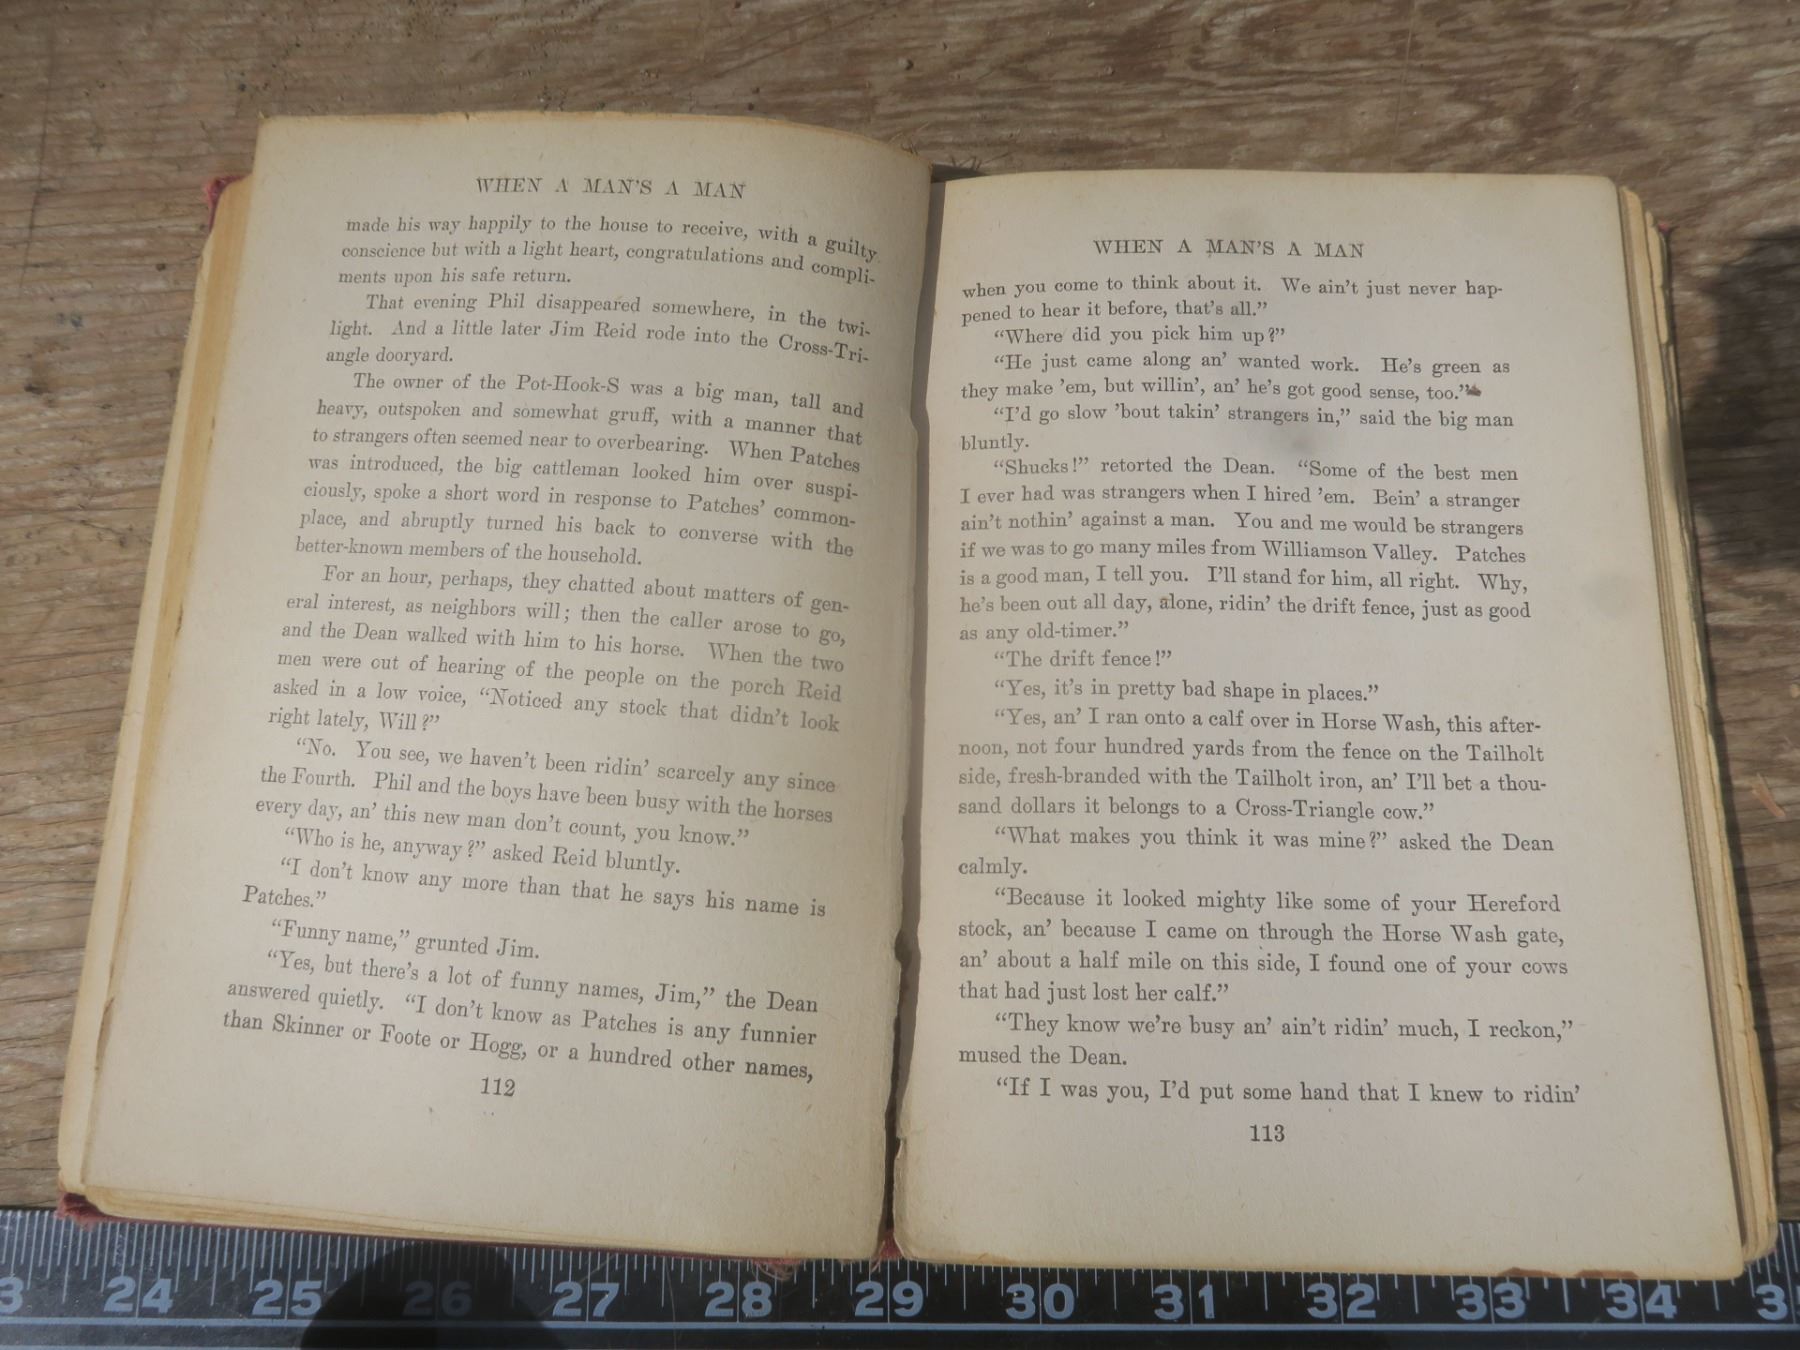 WHEN A MAN'S A MAN
made his way happily to the house to receive, with a guilty
conscience but with a light heart, congratulations and compli-
ments upon his safe return.
That evening Phil disappeared somewhere, in the twi-
light. And a little later Jim Reid rode into the Cross-Tri-
angle dooryard.
The owner of the Pot-Hook-S was a big man, tall and
heavy, outspoken and somewhat gruff, with a manner that
to strangers often seemed near to overbearing. When Patches
was introduced, the big cattleman looked him over suspi-
ciously, spoke a short word in response to Patches' common-
place, and abruptly turned his back to converse with the
better-known members of the household.
For an hour, perhaps, they chatted about matters of gen-
eral interest, as neighbors will; then the caller arose to go,
and the Dean walked with him to his horse. When the two
men were out of hearing of the people on the porch Reid
asked in a low voice, “Noticed any stock that didn't look
right lately, Will?”
“No. You see, we haven't been ridin' scarcely any since
the Fourth. Phil and the boys have been busy with the horses
every day, an' this new man don't count, you know.”
“Who is he, anyway?” asked Reid bluntly.
“I don't know any more than that he says his name is
Patches.”
“Funny name,” grunted Jim.
“Yes, but there's a lot of funny names, Jim,” the Dean
answered quietly. “I don't know as Patches is any funnier
than Skinner or Foote or Hogg, or a hundred other names,
112
WHEN A MAN'S A MAN
when you come to think about it. We ain't just never hap-
pened to hear it before, that's all.”
“Where did you pick him up?”
“He just came along an' wanted work. He's green as
they make 'em, but willin', an' he's got good sense, too.”
“I'd go slow 'bout takin' strangers in,” said the big man
bluntly.
“Shucks!” retorted the Dean. “Some of the best men
I ever had was strangers when I hired 'em. Bein' a stranger
ain't nothin' against a man. You and me would be strangers
if we was to go many miles from Williamson Valley. Patches
is a good man, I tell you. I'll stand for him, all right. Why,
he's been out all day, alone, ridin' the drift fence, just as good
as any old-timer.”
“The drift fence!”
“Yes, it's in pretty bad shape in places.”
“Yes, an' I ran onto a calf over in Horse Wash, this after-
noon, not four hundred yards from the fence on the Tailholt
side, fresh-branded with the Tailholt iron, an' I'll bet a thou-
sand dollars it belongs to a Cross-Triangle cow.”
“What makes you think it was mine?” asked the Dean
calmly.
“Because it looked mighty like some of your Hereford
stock, an' because I came on through the Horse Wash gate,
an' about a half mile on this side, I found one of your cows
that had just lost her calf.”
“They know we're busy an' ain't ridin' much, I reckon,”
mused the Dean.
“If I was you, I'd put some hand that I knew to ridin'
113
3 24 25 26 27 28 29 30 31 32 33 34 3